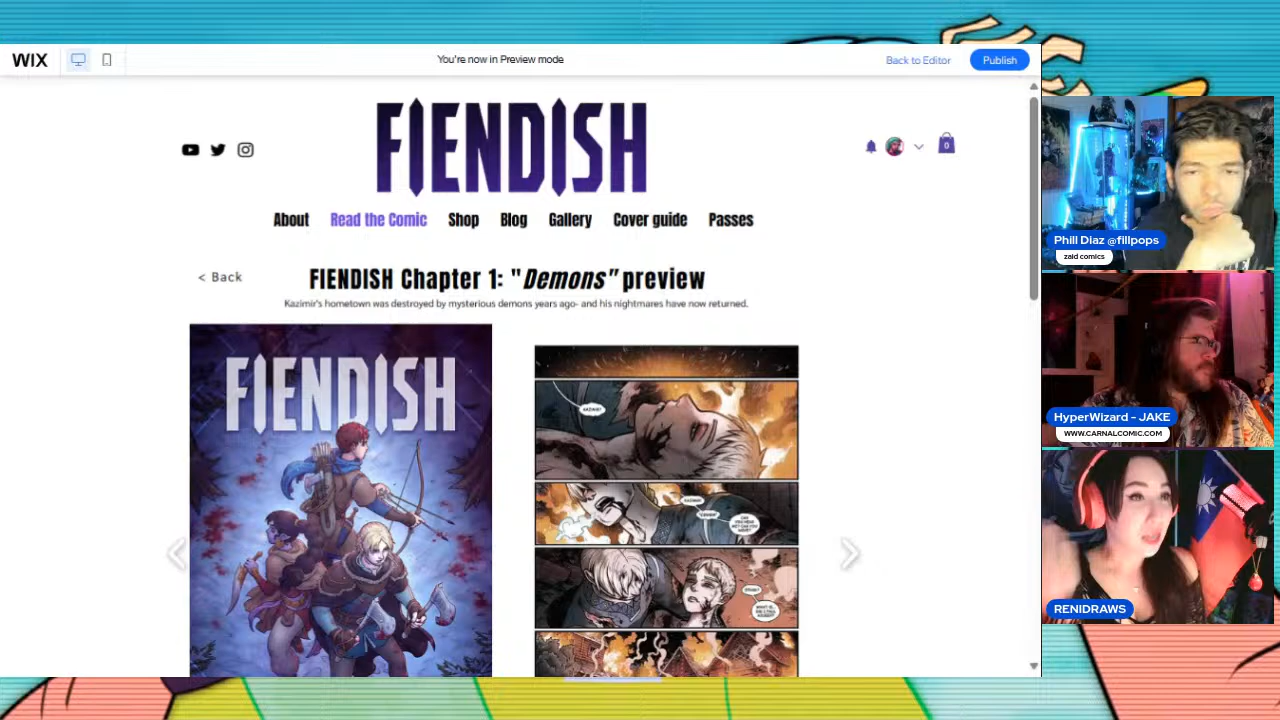 WIX
You're now in Preview mode
Back to Editor
Publish
FIENDISH
0
About
Read the Comic
Shop
Blog
Gallery
Cover guide
Passes
< Back
FIENDISH Chapter 1: "Demons" preview
Kazimir's hometown was destroyed by mysterious demons years ago- and his nightmares have now returned.
FIENDISH
Phill Diaz @fillpops
zaid comics
HyperWizard - JAKE
WWW.CARNALCOMIC.COM
RENIDRAWS